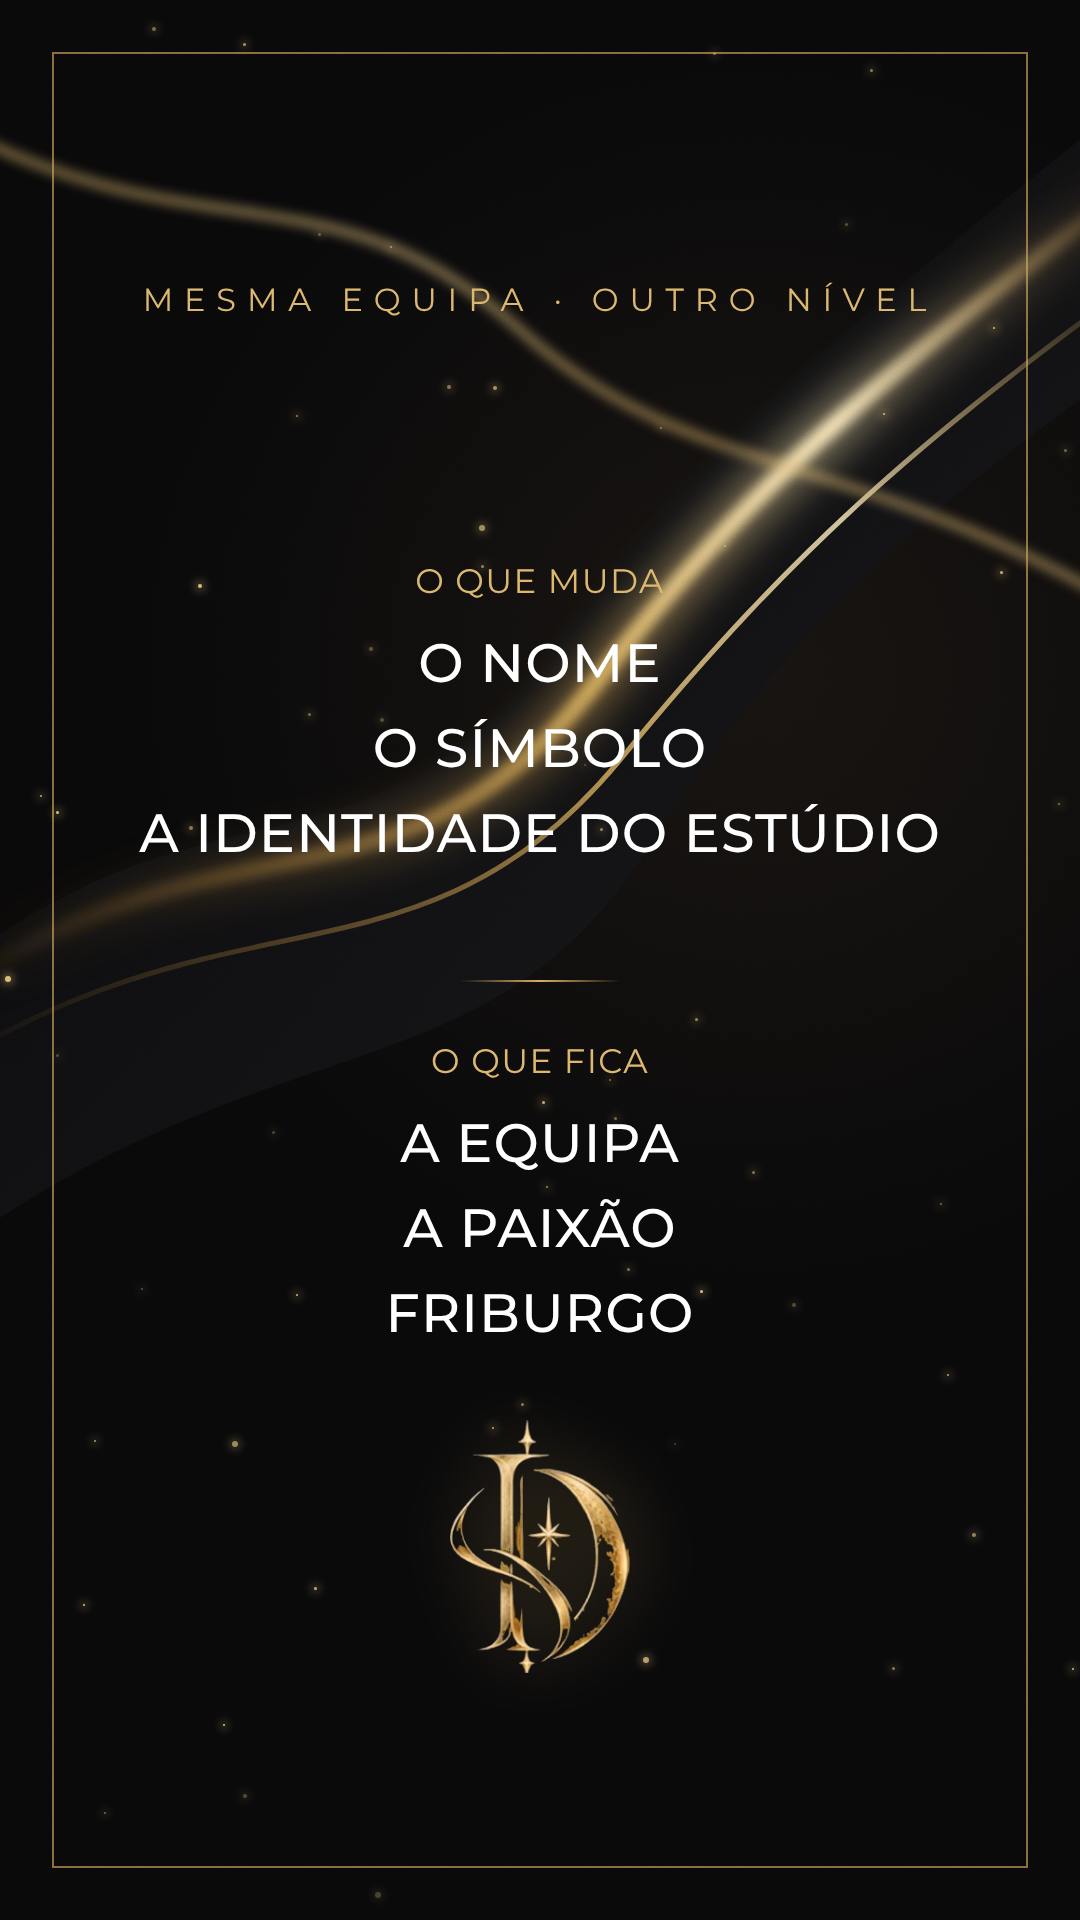 MESMA EQUIPA · OUTRO NÍVEL
O QUE MUDA
O NOME
O SÍMBOLO
A IDENTIDADE DO ESTÚDIO
O QUE FICA
A EQUIPA
A PAIXÃO
FRIBURGO